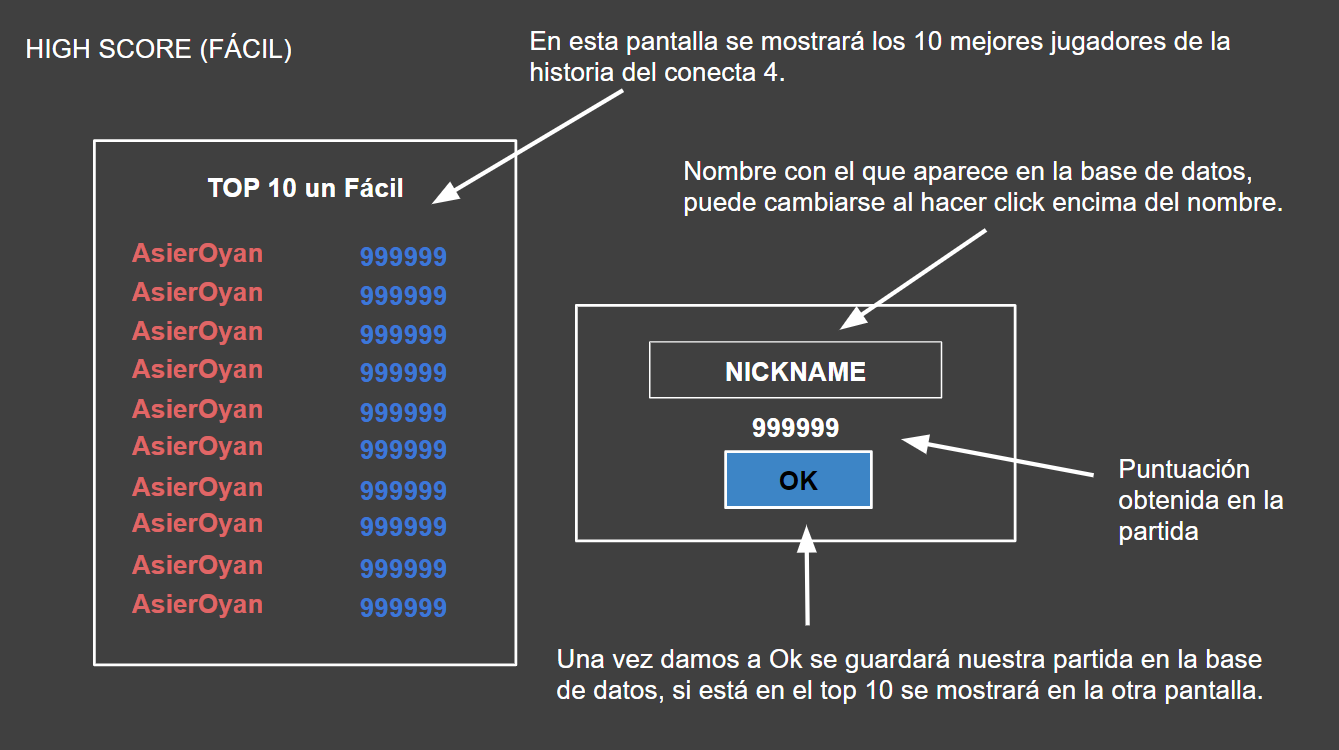 HIGH SCORE (FÁCIL)
En esta pantalla se mostrará los 10 mejores jugadores de la
historia del conecta 4.
TOP 10 un Fácil
AsierOyan 999999
AsierOyan 999999
AsierOyan 999999
AsierOyan 999999
AsierOyan 999999
AsierOyan 999999
AsierOyan 999999
AsierOyan 999999
AsierOyan 999999
AsierOyan 999999
Nombre con el que aparece en la base de datos,
puede cambiarse al hacer click encima del nombre.
NICKNAME
999999
OK
Puntuación
obtenida en la
partida
Una vez damos a Ok se guardará nuestra partida en la base
de datos, si está en el top 10 se mostrará en la otra pantalla.